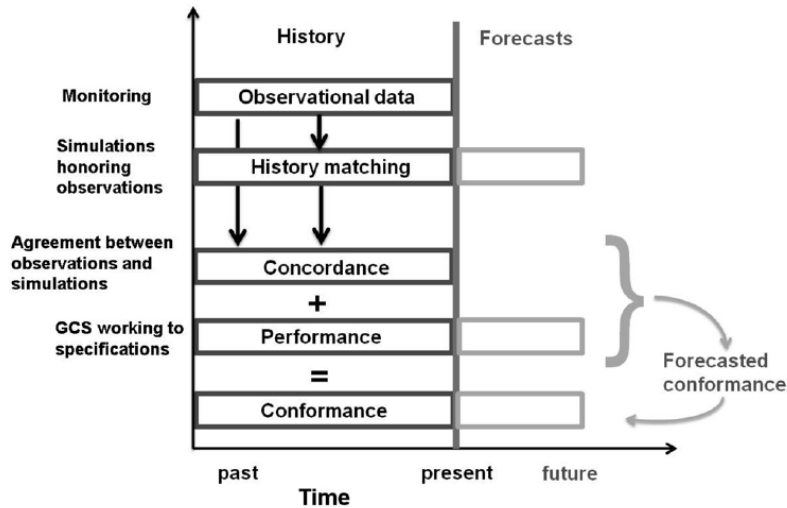 History
Forecasts
Monitoring
Observational data
Simulations
honoring
observations
History matching
Agreement between
observations and
simulations
Concordance
+
GCS working to
specifications
Performance
=
Conformance
Forecasted
conformance
past
present
future
Time